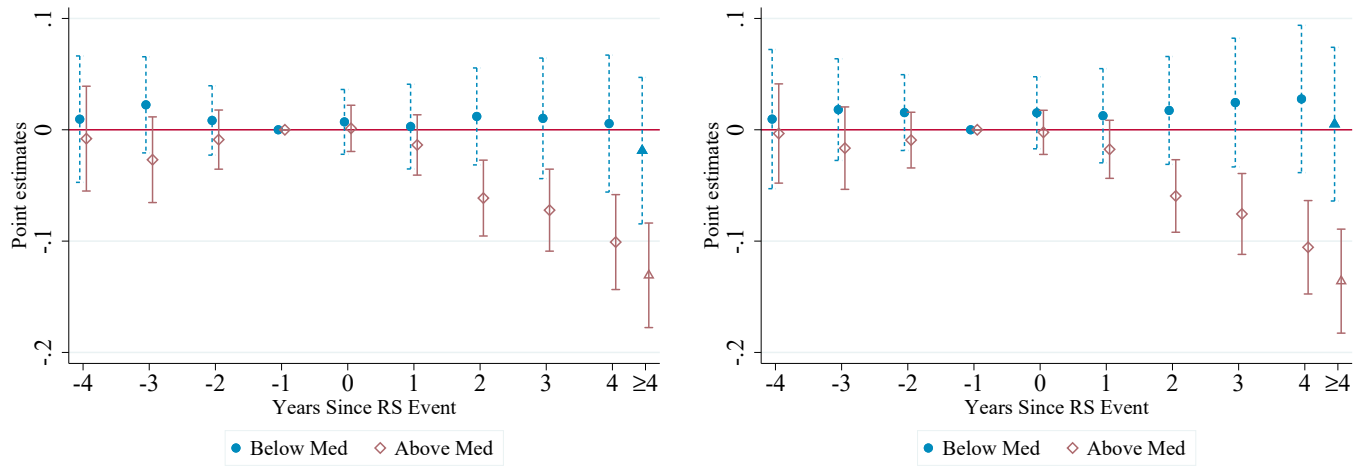 .1
0
-.1
-.2
Point estimates
-4 -3 -2 -1 0 1 2 3 4 ≥4
Years Since RS Event
Below Med Above Med
.1
0
-.1
-.2
Point estimates
-4 -3 -2 -1 0 1 2 3 4 ≥4
Years Since RS Event
Below Med Above Med